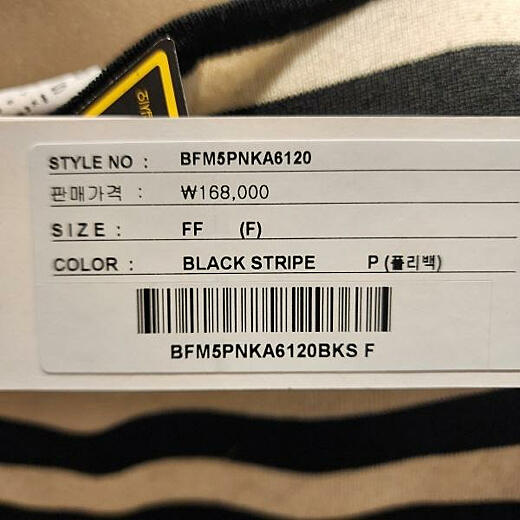 STYLE NO : BFM5PNKA6120
판매가격 : ₩168,000
SIZE : FF (F)
COLOR : BLACK STRIPE P (폴리백)
BFM5PNKA6120BKS F